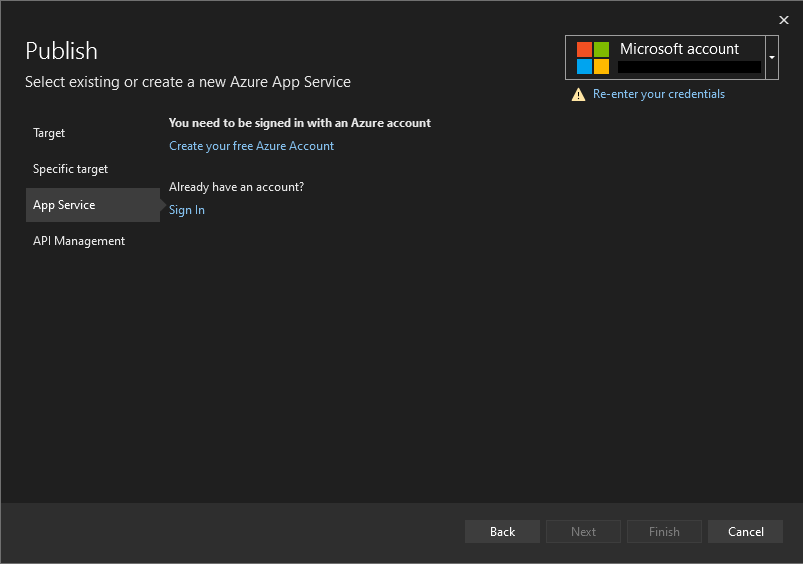 Publish
Select existing or create a new Azure App Service
Microsoft account
Re-enter your credentials
Target
Specific target
App Service
API Management
You need to be signed in with an Azure account
Create your free Azure Account
Already have an account?
Sign In
Back
Next
Finish
Cancel